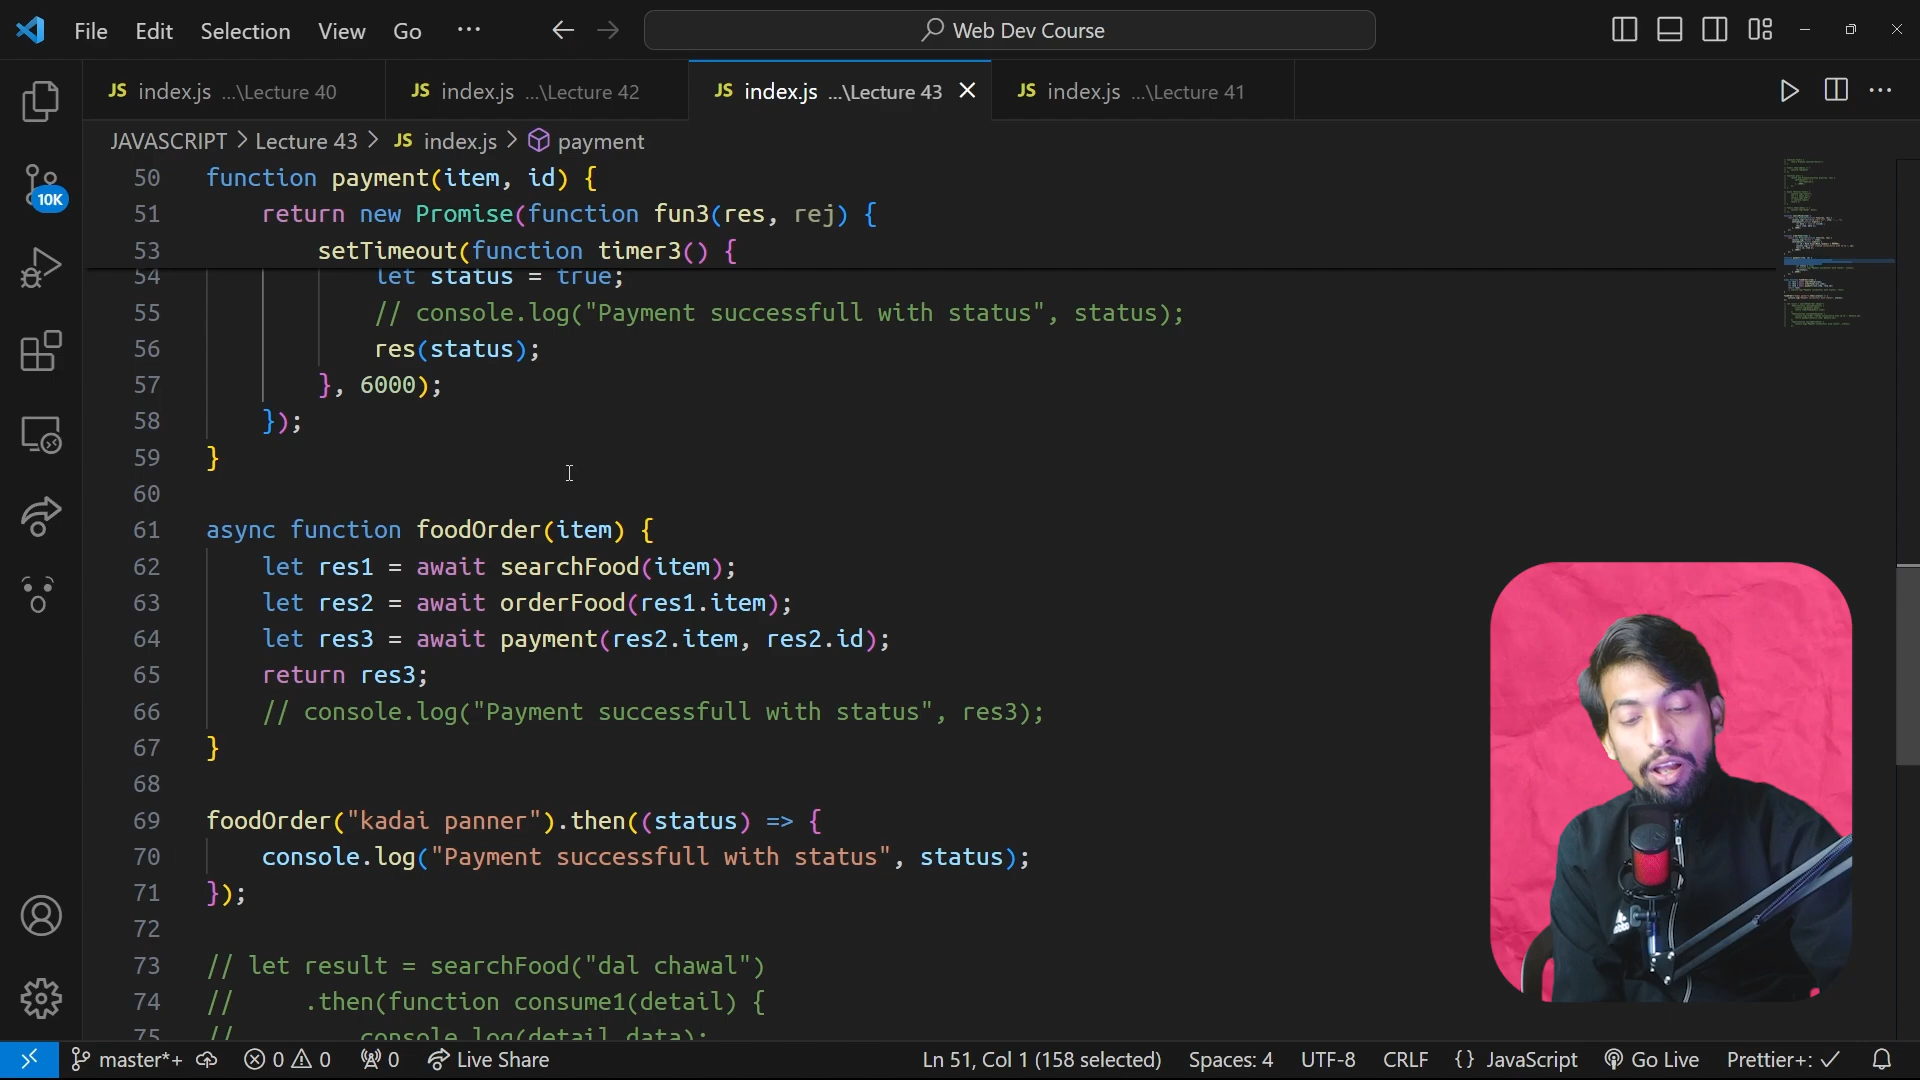 File Edit Selection View Go ··· Web Dev Course
JS index.js ...\Lecture 40 JS index.js ...\Lecture 42 JS index.js ...\Lecture 43 JS index.js ...\Lecture 41
JAVASCRIPT > Lecture 43 > JS index.js > payment
10K
50 function payment(item, id) {
51 return new Promise(function fun3(res, rej) {
53 setTimeout(function timer3() {
54 let status = true;
55 // console.log("Payment successfull with status", status);
56 res(status);
57 }, 6000);
58 });
59 }
60
61 async function foodOrder(item) {
62 let res1 = await searchFood(item);
63 let res2 = await orderFood(res1.item);
64 let res3 = await payment(res2.item, res2.id);
65 return res3;
66 // console.log("Payment successfull with status", res3);
67 }
68
69 foodOrder("kadai panner").then((status) => {
70 console.log("Payment successfull with status", status);
71 });
72
73 // let result = searchFood("dal chawal")
74 // .then(function consume1(detail) {
75 // console.log(detail.data);
master*+ 0 0 0 Live Share Ln 51, Col 1 (158 selected) Spaces: 4 UTF-8 CRLF {} JavaScript Go Live Prettier+: ✓